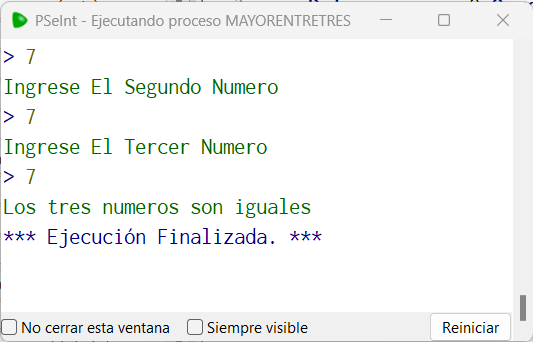 PSeInt - Ejecutando proceso MAYORENTRETRES
> 7
Ingrese El Segundo Numero
> 7
Ingrese El Tercer Numero
> 7
Los tres numeros son iguales
*** Ejecución Finalizada. ***
No cerrar esta ventana Siempre visible Reiniciar